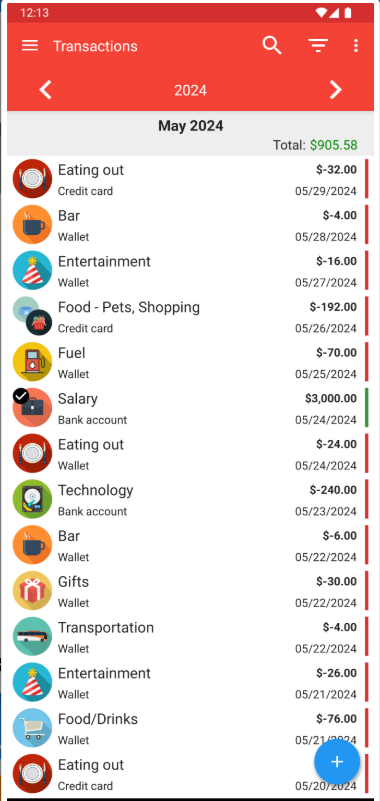 12:13
Transactions
2024
May 2024
Total: $905.58
Eating out $-32.00
Credit card 05/29/2024
Bar $-4.00
Wallet 05/28/2024
Entertainment $-16.00
Wallet 05/27/2024
Food - Pets, Shopping $-192.00
Credit card 05/26/2024
Fuel $-70.00
Wallet 05/25/2024
Salary $3,000.00
Bank account 05/24/2024
Eating out $-24.00
Wallet 05/24/2024
Technology $-240.00
Bank account 05/23/2024
Bar $-6.00
Wallet 05/22/2024
Gifts $-30.00
Wallet 05/22/2024
Transportation $-4.00
Wallet 05/22/2024
Entertainment $-26.00
Wallet 05/21/2024
Food/Drinks $-76.00
Wallet 05/21/2024
Eating out
Credit card 05/20/2024